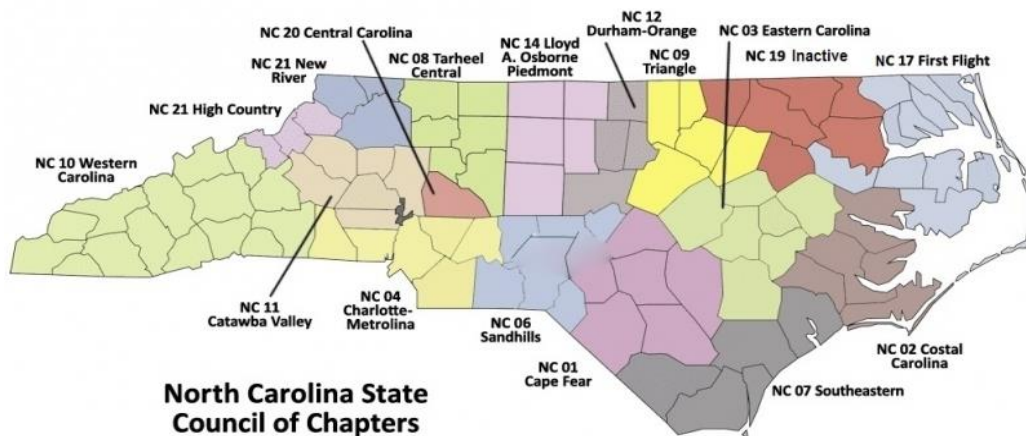 NC 12
Durham-Orange
NC 03 Eastern Carolina
NC 20 Central Carolina
NC 14 Lloyd
A. Osborne
Piedmont
NC 09
Triangle
NC 19 Inactive
NC 21 New
River
NC 08 Tarheel
Central
NC 17 First Flight
NC 21 High Country
NC 10 Western
Carolina
NC 11
Catawba Valley
NC 04
Charlotte-
Metrolina
NC 06
Sandhills
NC 01
Cape Fear
NC 02 Costal
Carolina
NC 07 Southeastern
North Carolina State
Council of Chapters